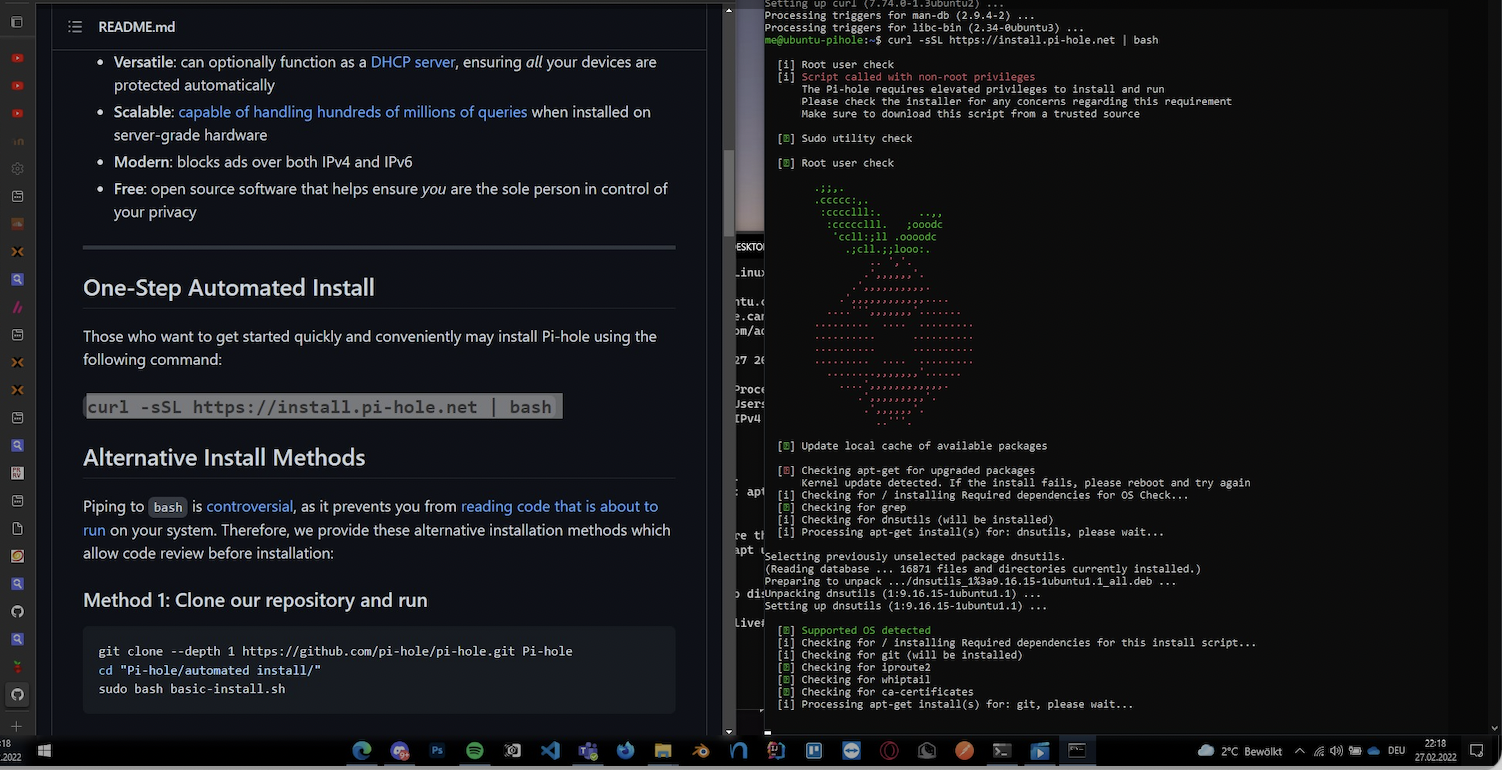 README.md
• Versatile: can optionally function as a DHCP server, ensuring all your devices are
protected automatically
• Scalable: capable of handling hundreds of millions of queries when installed on
server-grade hardware
• Modern: blocks ads over both IPv4 and IPv6
• Free: open source software that helps ensure you are the sole person in control of
your privacy
One-Step Automated Install
Those who want to get started quickly and conveniently may install Pi-hole using the
following command:
curl -sSL https://install.pi-hole.net | bash
Alternative Install Methods
Piping to bash is controversial, as it prevents you from reading code that is about to
run on your system. Therefore, we provide these alternative installation methods which
allow code review before installation:
Method 1: Clone our repository and run
git clone --depth 1 https://github.com/pi-hole/pi-hole.git Pi-hole
cd "Pi-hole/automated install/"
sudo bash basic-install.sh
Setting up curl (7.74.0-1.3ubuntu2) ...
Processing triggers for man-db (2.9.4-2) ...
Processing triggers for libc-bin (2.34-0ubuntu3) ...
me@ubuntu-pihole:~$ curl -sSL https://install.pi-hole.net | bash
[i] Root user check
[i] Script called with non-root privileges
The Pi-hole requires elevated privileges to install and run
Please check the installer for any concerns regarding this requirement
Make sure to download this script from a trusted source
[✓] Sudo utility check
[✓] Root user check
.;;,.
.ccccc:,.
:cccclll:. ..,,
:ccccclll. ;ooodc
'ccll:;ll .oooodc
.;cll.;;looo:.
.. ','.
.',,,,,,'.
.',,,,,,,,,,.
.',,,,,,,,,,,,....
....''',,,,,,,'.......
......... .... .........
.......... ..........
.......... ..........
......... .... .........
........,,,,,,,'......
....',,,,,,,,,,,,.
.',,,,,,,,,'.
.',,,,,,'.
..'''.
[✓] Update local cache of available packages
[✗] Checking apt-get for upgraded packages
Kernel update detected. If the install fails, please reboot and try again
[i] Checking for / installing Required dependencies for OS Check...
[✓] Checking for grep
[i] Checking for dnsutils (will be installed)
[i] Processing apt-get install(s) for: dnsutils, please wait...
Selecting previously unselected package dnsutils.
(Reading database ... 16871 files and directories currently installed.)
Preparing to unpack .../dnsutils_1%3a9.16.15-1ubuntu1.1_all.deb ...
Unpacking dnsutils (1:9.16.15-1ubuntu1.1) ...
Setting up dnsutils (1:9.16.15-1ubuntu1.1) ...
[✓] Supported OS detected
[i] Checking for / installing Required dependencies for this install script...
[i] Checking for git (will be installed)
[✓] Checking for iproute2
[✓] Checking for whiptail
[✓] Checking for ca-certificates
[i] Processing apt-get install(s) for: git, please wait...
:18
.2022
2°C Bewölkt
DEU
22:18
27.02.2022